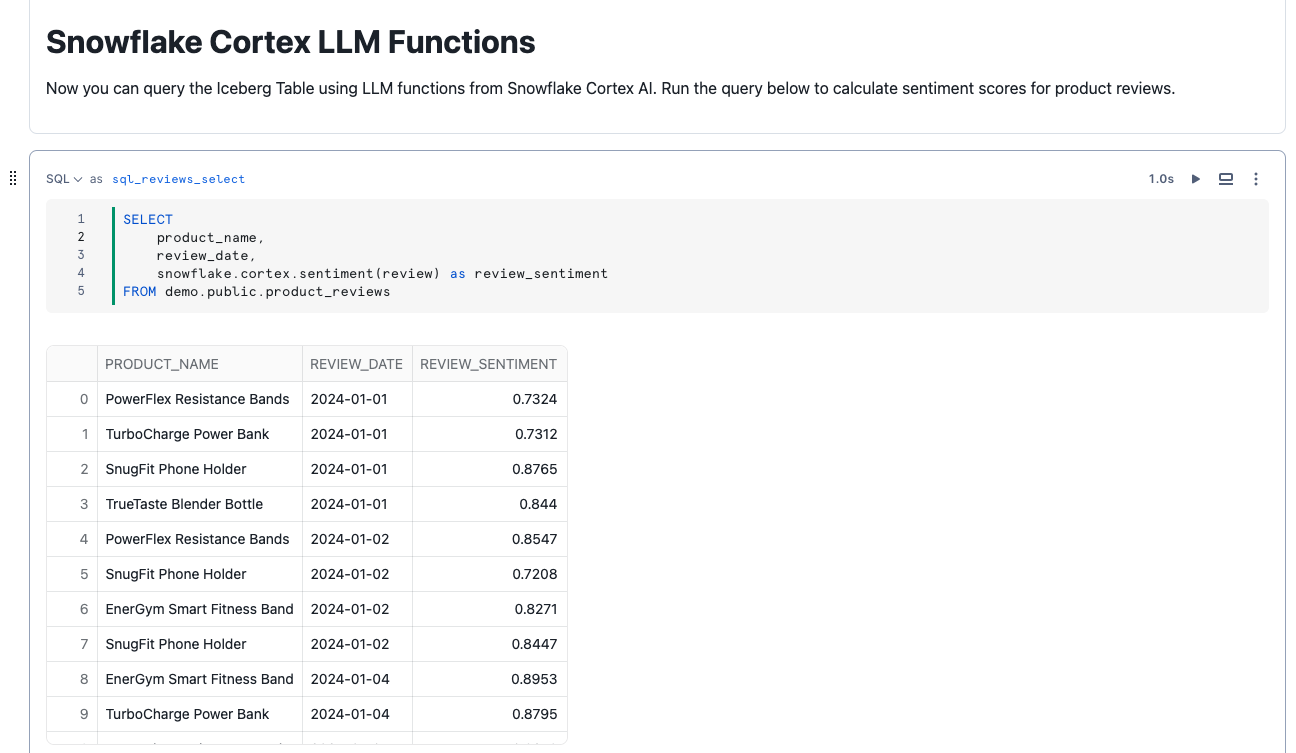 Snowflake Cortex LLM Functions
Now you can query the Iceberg Table using LLM functions from Snowflake Cortex AI. Run the query below to calculate sentiment scores for product reviews.
SQL as sql_reviews_select 1.0s
1 SELECT
2 product_name,
3 review_date,
4 snowflake.cortex.sentiment(review) as review_sentiment
5 FROM demo.public.product_reviews
PRODUCT_NAME REVIEW_DATE REVIEW_SENTIMENT
0 PowerFlex Resistance Bands 2024-01-01 0.7324
1 TurboCharge Power Bank 2024-01-01 0.7312
2 SnugFit Phone Holder 2024-01-01 0.8765
3 TrueTaste Blender Bottle 2024-01-01 0.844
4 PowerFlex Resistance Bands 2024-01-02 0.8547
5 SnugFit Phone Holder 2024-01-02 0.7208
6 EnerGym Smart Fitness Band 2024-01-02 0.8271
7 SnugFit Phone Holder 2024-01-02 0.8447
8 EnerGym Smart Fitness Band 2024-01-04 0.8953
9 TurboCharge Power Bank 2024-01-04 0.8795